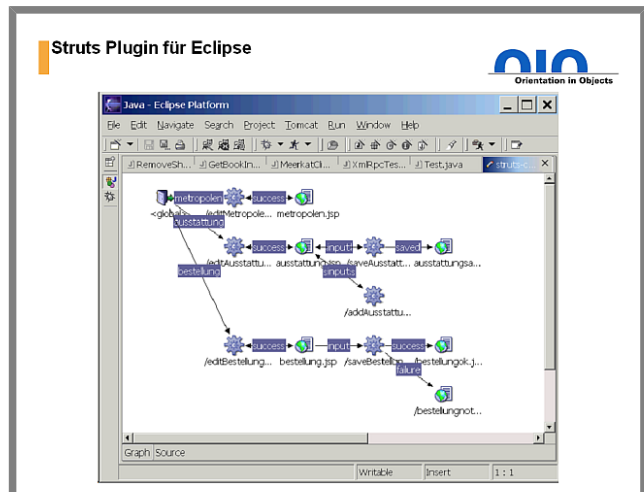 Struts Plugin für Eclipse
OIO
Orientation in Objects
Java - Eclipse Platform
File Edit Navigate Search Project Tomcat Run Window Help
RemoveSh... GetBookIn... MeerkatCli... XmlRpcTes... Test.java struts-c...
metropolen success
<global> /editMetropole... metropolen.jsp
ausstattung
success input saved
/editAusstattu... ausstattung.jsp /saveAusstatt... ausstattungsa...
bestellung
/addAusstattu...
success input success
/editBestellung... bestellung.jsp /saveBestellun... /bestellungok.j...
failure
/bestellungnot...
Graph Source
Writable Insert 1 : 1